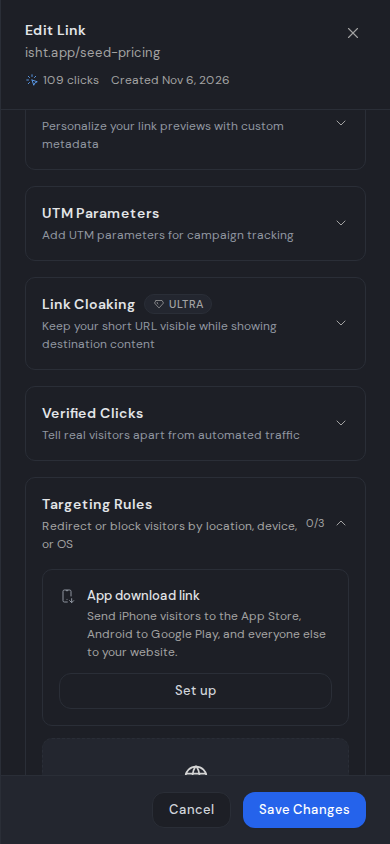 Edit Link
isht.app/seed-pricing
109 clicks Created Nov 6, 2026
Personalize your link previews with custom
metadata
UTM Parameters
Add UTM parameters for campaign tracking
Link Cloaking ULTRA
Keep your short URL visible while showing
destination content
Verified Clicks
Tell real visitors apart from automated traffic
Targeting Rules
Redirect or block visitors by location, device, 0/3
or OS
App download link
Send iPhone visitors to the App Store,
Android to Google Play, and everyone else
to your website.
Set up
Cancel Save Changes